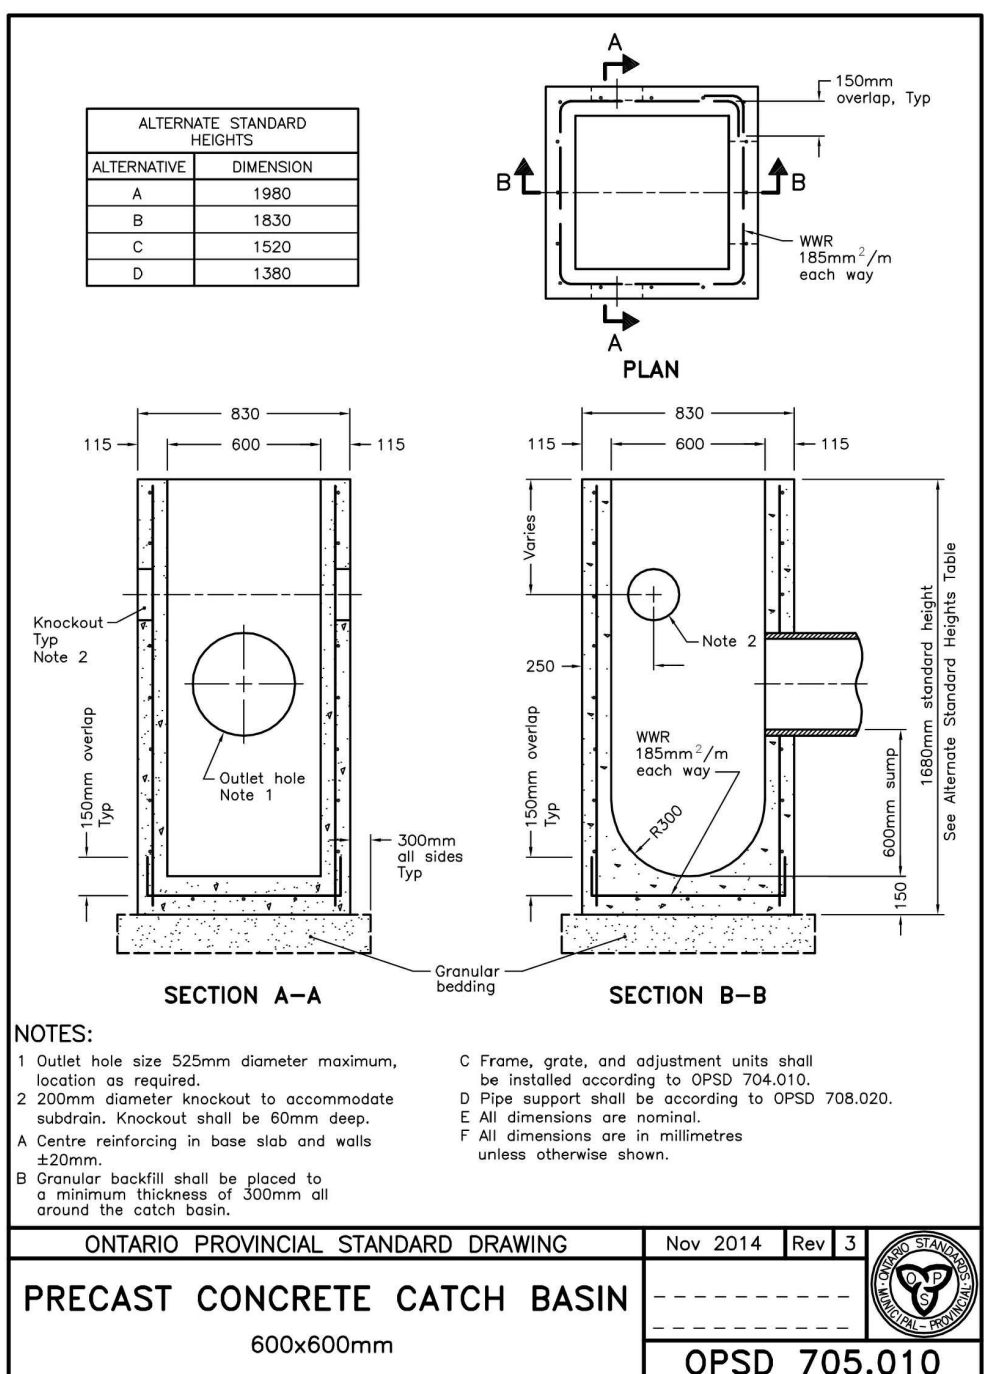 ALTERNATE STANDARD
HEIGHTS
ALTERNATIVE DIMENSION
A 1980
B 1830
C 1520
D 1380
A
150mm
overlap, Typ
B B
WWR
185mm²/m
each way
A
PLAN
830
115 600 115
Knockout
Typ
Note 2
Outlet hole
Note 1
150mm overlap
Typ
300mm
all sides
Typ
SECTION A-A
830
115 600 115
Varies
Note 2
250
WWR
185mm²/m
each way
R300
150mm overlap
Typ
600mm sump
150
1680mm standard height
See Alternate Standard Heights Table
Granular
bedding
SECTION B-B
NOTES:
1 Outlet hole size 525mm diameter maximum,
location as required.
2 200mm diameter knockout to accommodate
subdrain. Knockout shall be 60mm deep.
A Centre reinforcing in base slab and walls
±20mm.
B Granular backfill shall be placed to
a minimum thickness of 300mm all
around the catch basin.
C Frame, grate, and adjustment units shall
be installed according to OPSD 704.010.
D Pipe support shall be according to OPSD 708.020.
E All dimensions are nominal.
F All dimensions are in millimetres
unless otherwise shown.
ONTARIO PROVINCIAL STANDARD DRAWING
Nov 2014 Rev 3
PRECAST CONCRETE CATCH BASIN
600x600mm
ONTARIO STANDARDS
MUNICIPAL-PROVINCIAL
O P S
OPSD 705.010